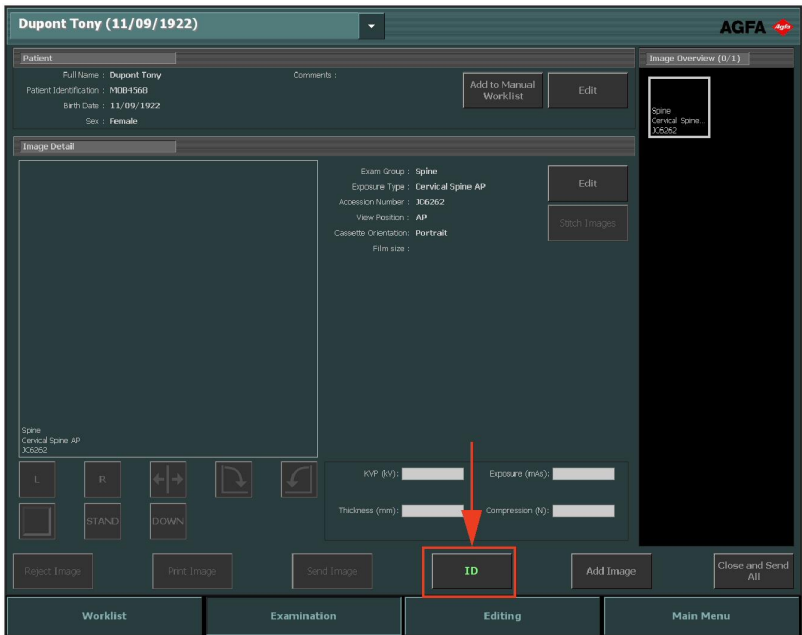 Dupont Tony (11/09/1922)
AGFA Agfa
Patient
Full Name : Dupont Tony
Patient Identification : MOB456B
Birth Date : 11/09/1922
Sex : Female
Comments :
Add to Manual
Worklist
Edit
Image Overview (0/1)
Spine
Cervical Spine...
JC6262
Image Detail
Exam Group : Spine
Exposure Type : Cervical Spine AP
Accession Number : JC6262
View Position : AP
Cassette Orientation: Portrait
Film size :
Edit
Stitch Images
Spine
Cervical Spine AP
JC6262
L
R
STAND
DOWN
KVP (kV):
Exposure (mAs):
Thickness (mm):
Compression (N):
Reject Image
Print Image
Send Image
ID
Add Image
Close and Send
All
Worklist
Examination
Editing
Main Menu